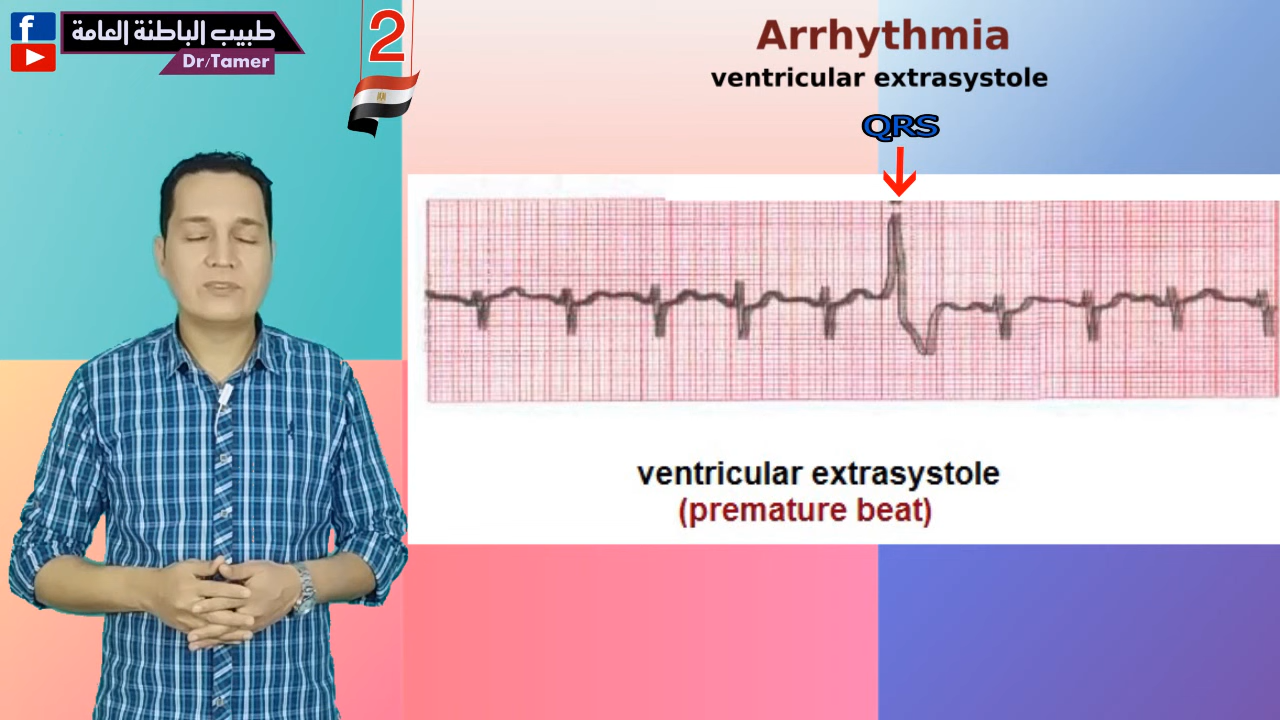 f
طبيب الباطنة العامة
Dr/Tamer
2
Arrhythmia
ventricular extrasystole
QRS
ventricular extrasystole
(premature beat)